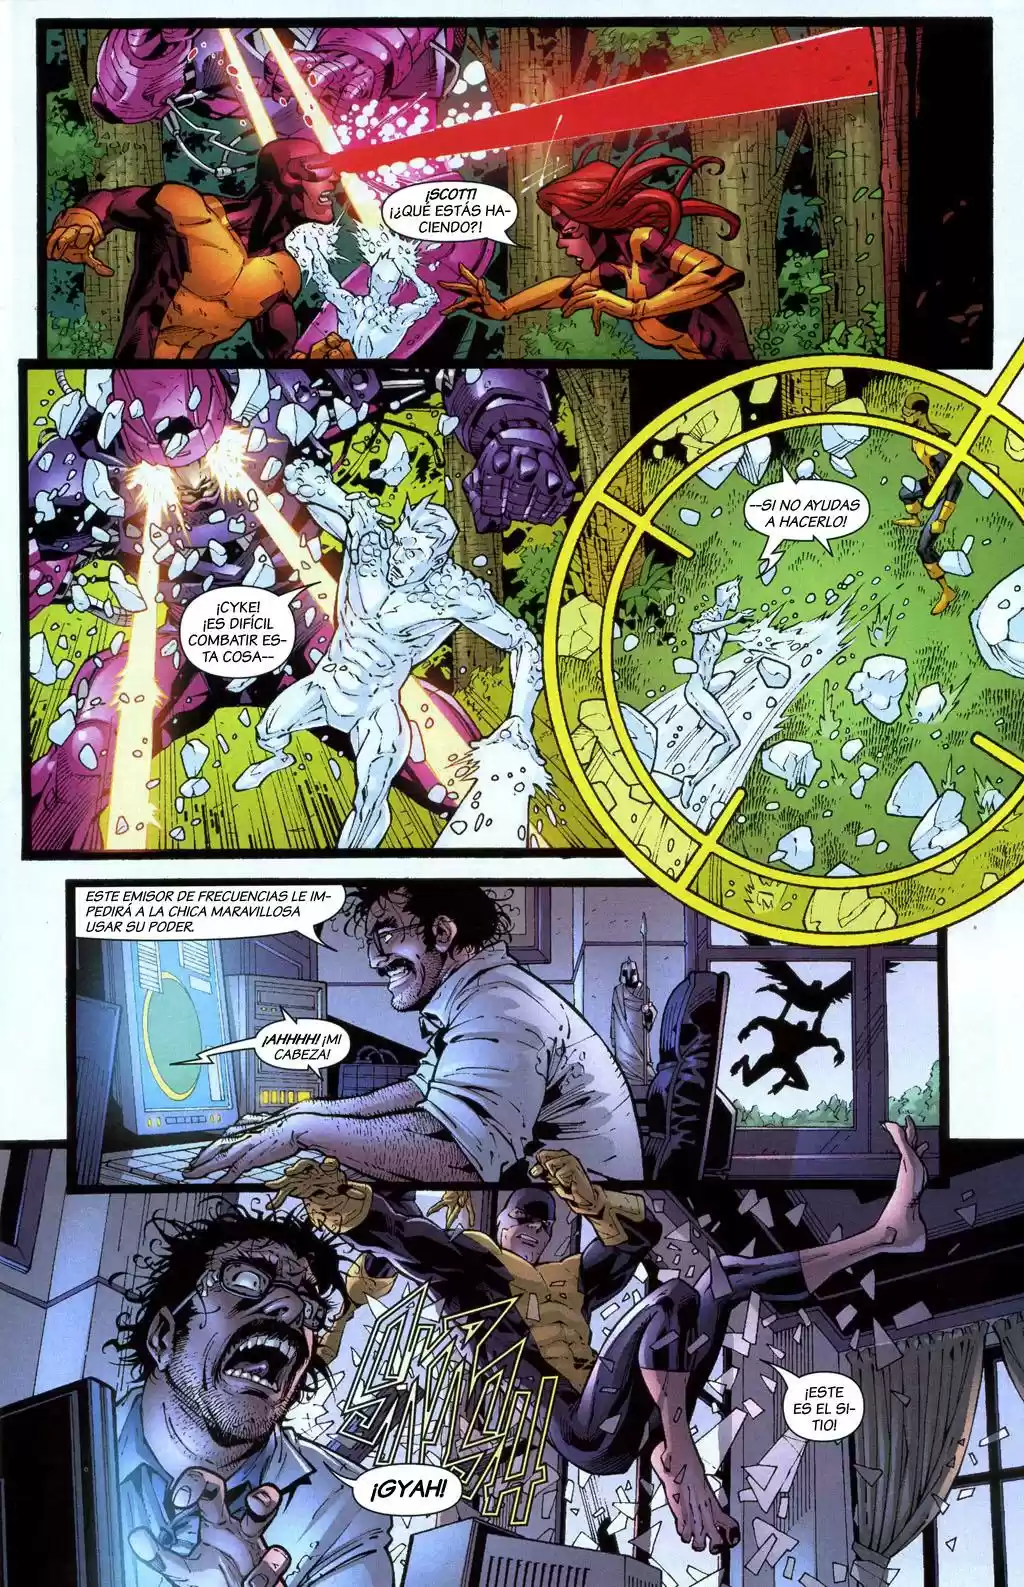 ¡SCOTT!
¡¿QUÉ ESTÁS HA-
CIENDO?!
¡CYKE!
¡ES DIFÍCIL
COMBATIR ES-
TA COSA--
--SI NO AYUDAS
A HACERLO!
ESTE EMISOR DE FRECUENCIAS LE IM-
PEDIRÁ A LA CHICA MARAVILLOSA
USAR SU PODER.
¡AHHHH! ¡MI
CABEZA!
¡ESTE
ES EL SI-
TIO!
¡GYAH!